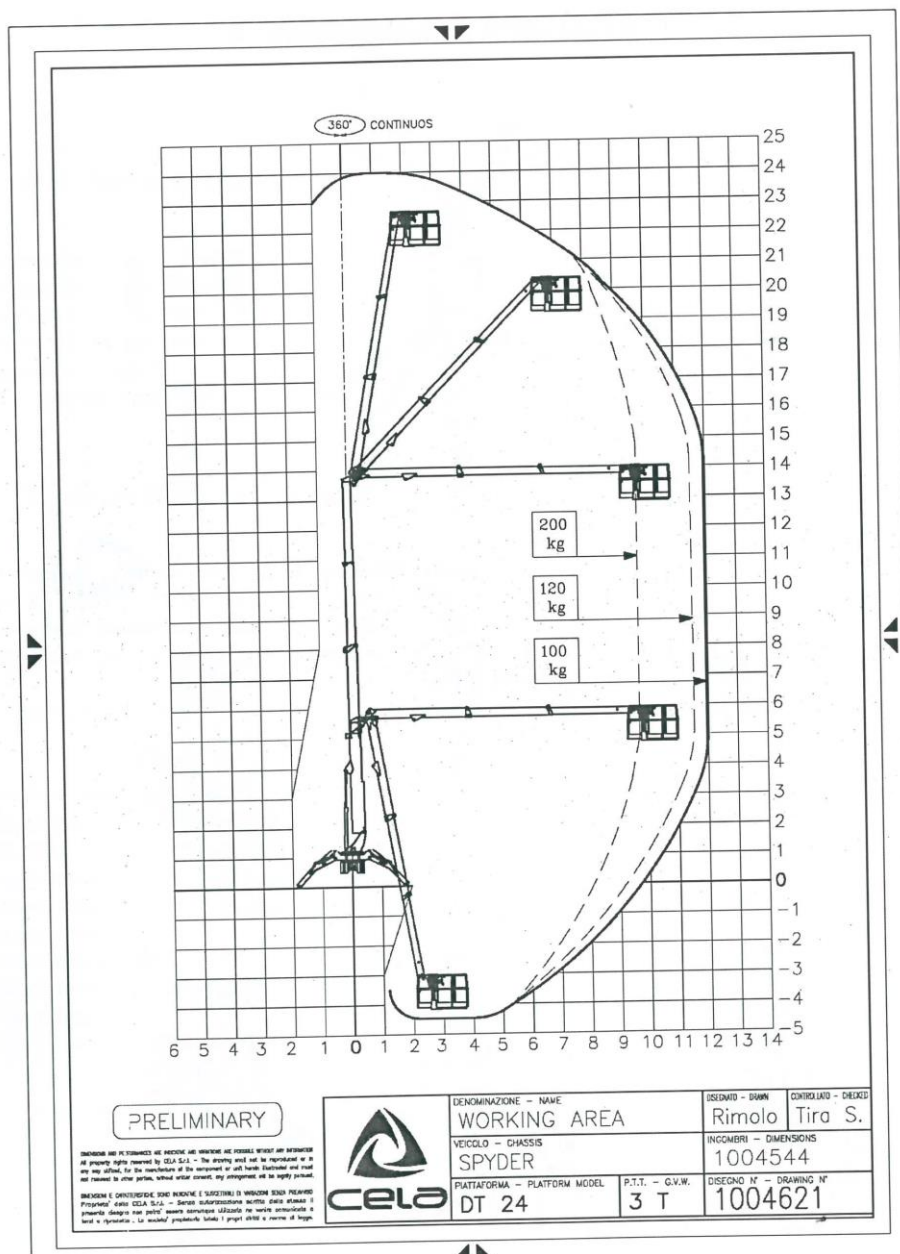 360° CONTINUOS
25
24
23
22
21
20
19
18
17
16
15
14
13
12
11
10
9
8
7
6
5
4
3
2
1
0
-1
-2
-3
-4
-5
200
kg
120
kg
100
kg
6 5 4 3 2 1 0 1 2 3 4 5 6 7 8 9 10 11 12 13 14
PRELIMINARY
cela
DENOMINAZIONE - NAME
WORKING AREA
DISEGNATO - DRAWN
Rimolo
CONTROLLATO - CHECKED
Tira S.
VEICOLO - CHASSIS
SPYDER
INGOMBRI - DIMENSIONS
1004544
PIATTAFORMA - PLATFORM MODEL
DT 24
P.T.T. - G.V.W.
3 T
DISEGNO N° - DRAWING N°
1004621